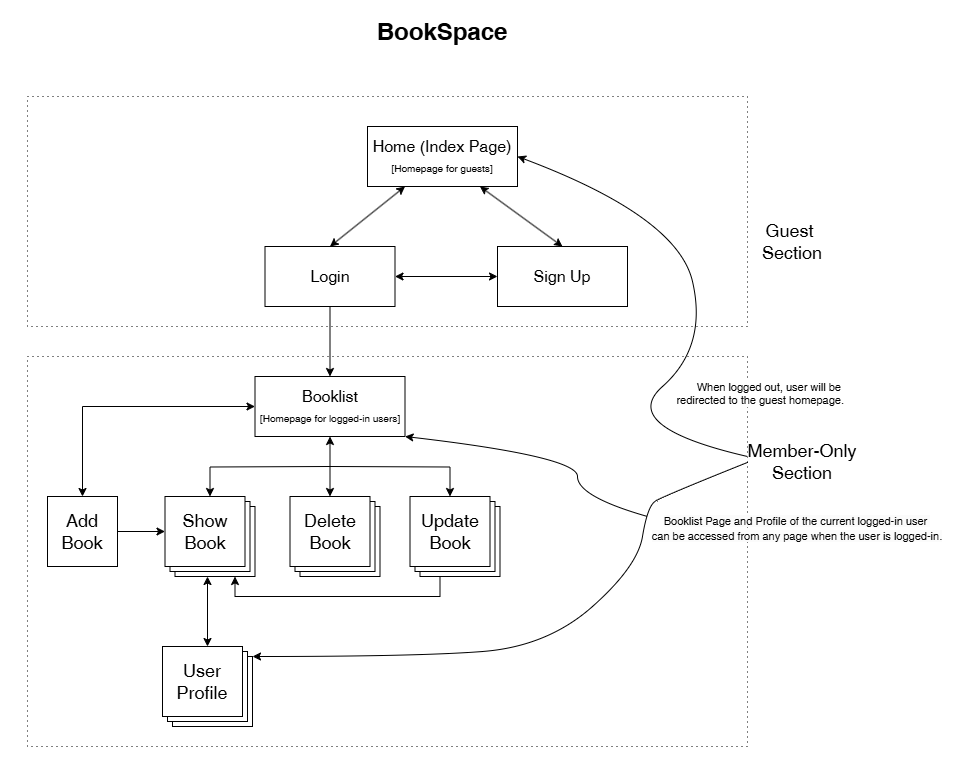 BookSpace
Home (Index Page)
[Homepage for guests]
Guest
Section
Login
Sign Up
When logged out, user will be
redirected to the guest homepage.
Booklist
[Homepage for logged-in users]
Member-Only
Section
Add
Book
Show
Book
Delete
Book
Update
Book
Booklist Page and Profile of the current logged-in user
can be accessed from any page when the user is logged-in.
User
Profile